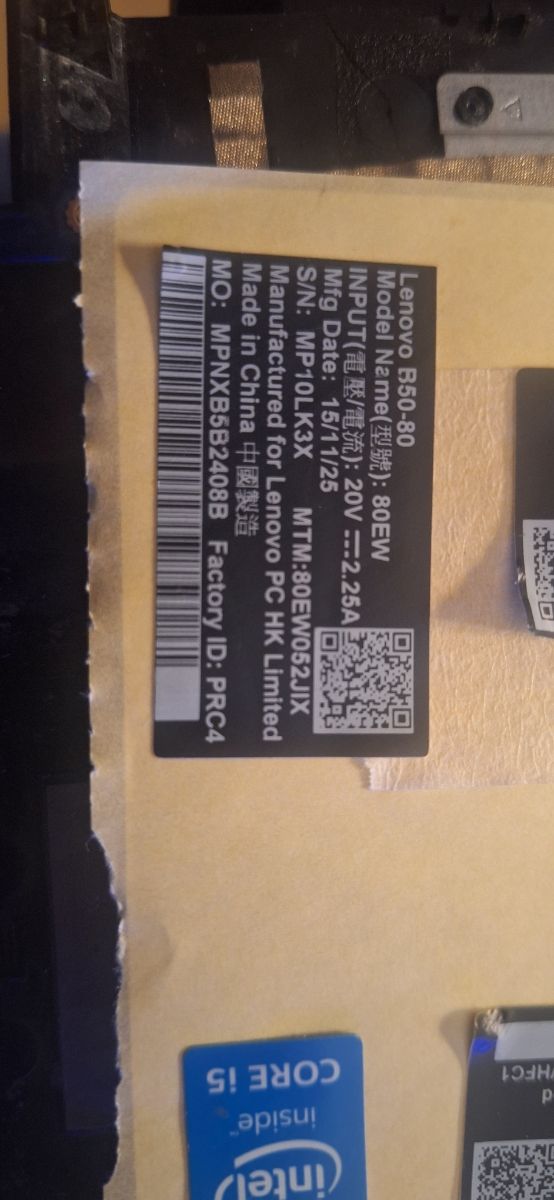 Lenovo B50-80
Model Name(型號): 80EW
INPUT(電壓/電流): 20V ⎓ 2.25A
Mfg Date: 15/11/25
S/N: MP10LK3X MTM:80EW052JIX
Manufactured for Lenovo PC HK Limited
Made in China 中國製造
MO: MPNXB5B2408B Factory ID: PRC4
intel
inside™
CORE i5
HFC1